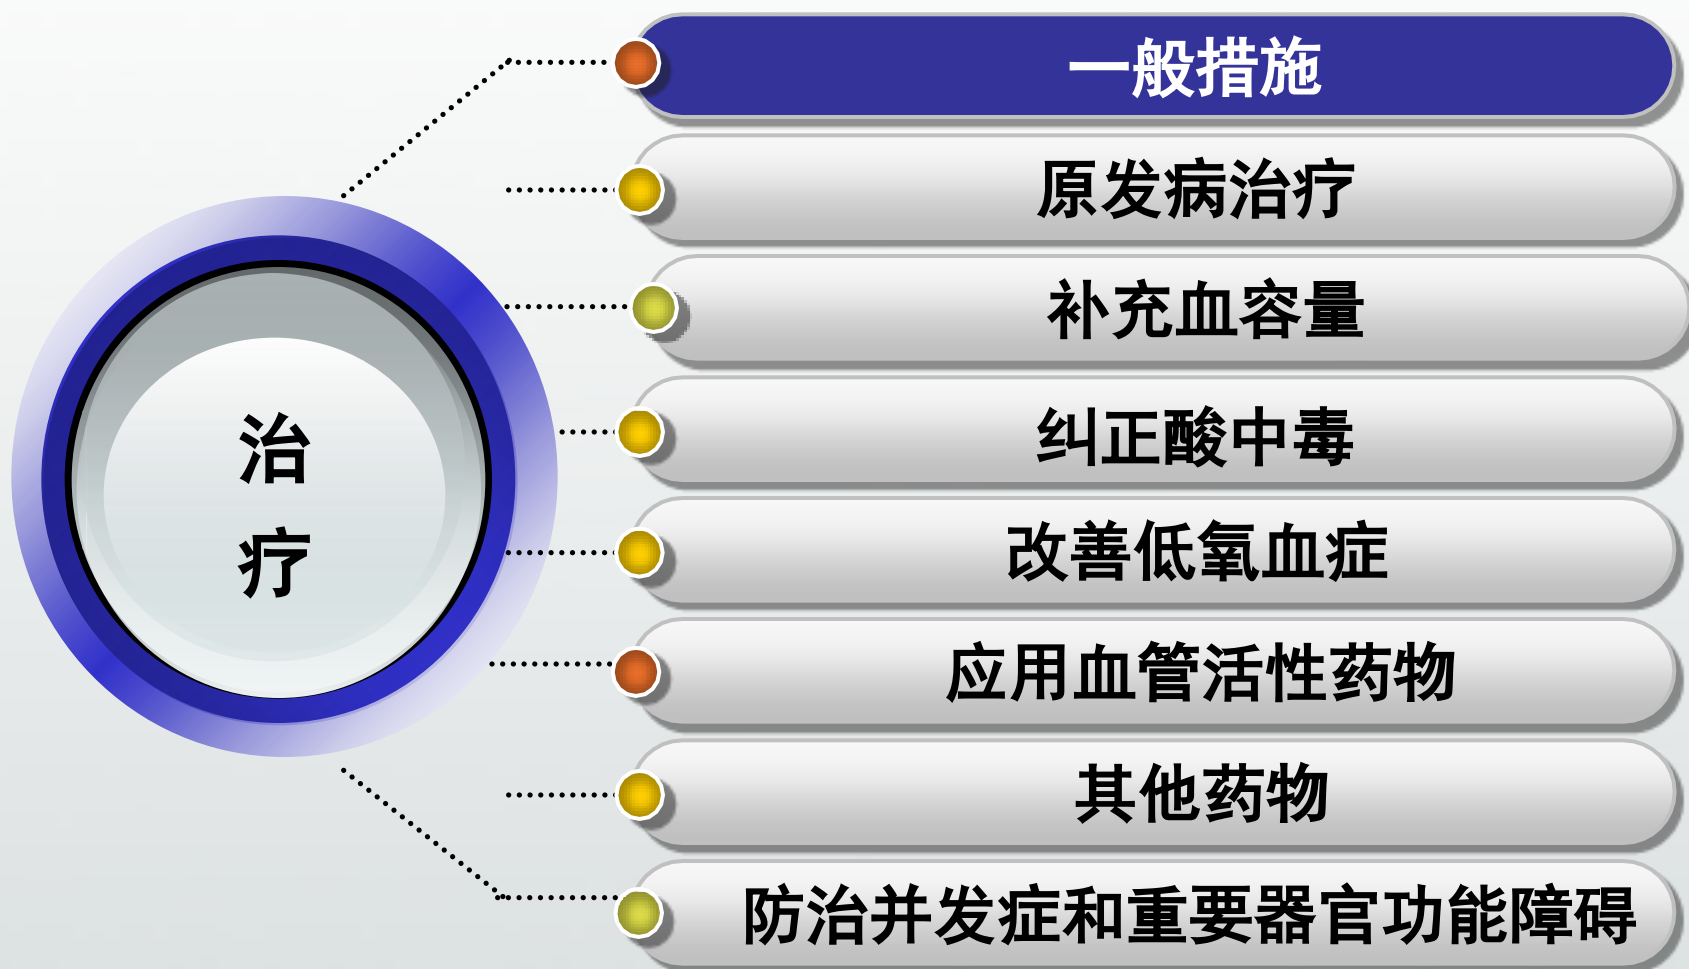 治
疗
一般措施
原发病治疗
补充血容量
纠正酸中毒
改善低氧血症
应用血管活性药物
其他药物
防治并发症和重要器官功能障碍